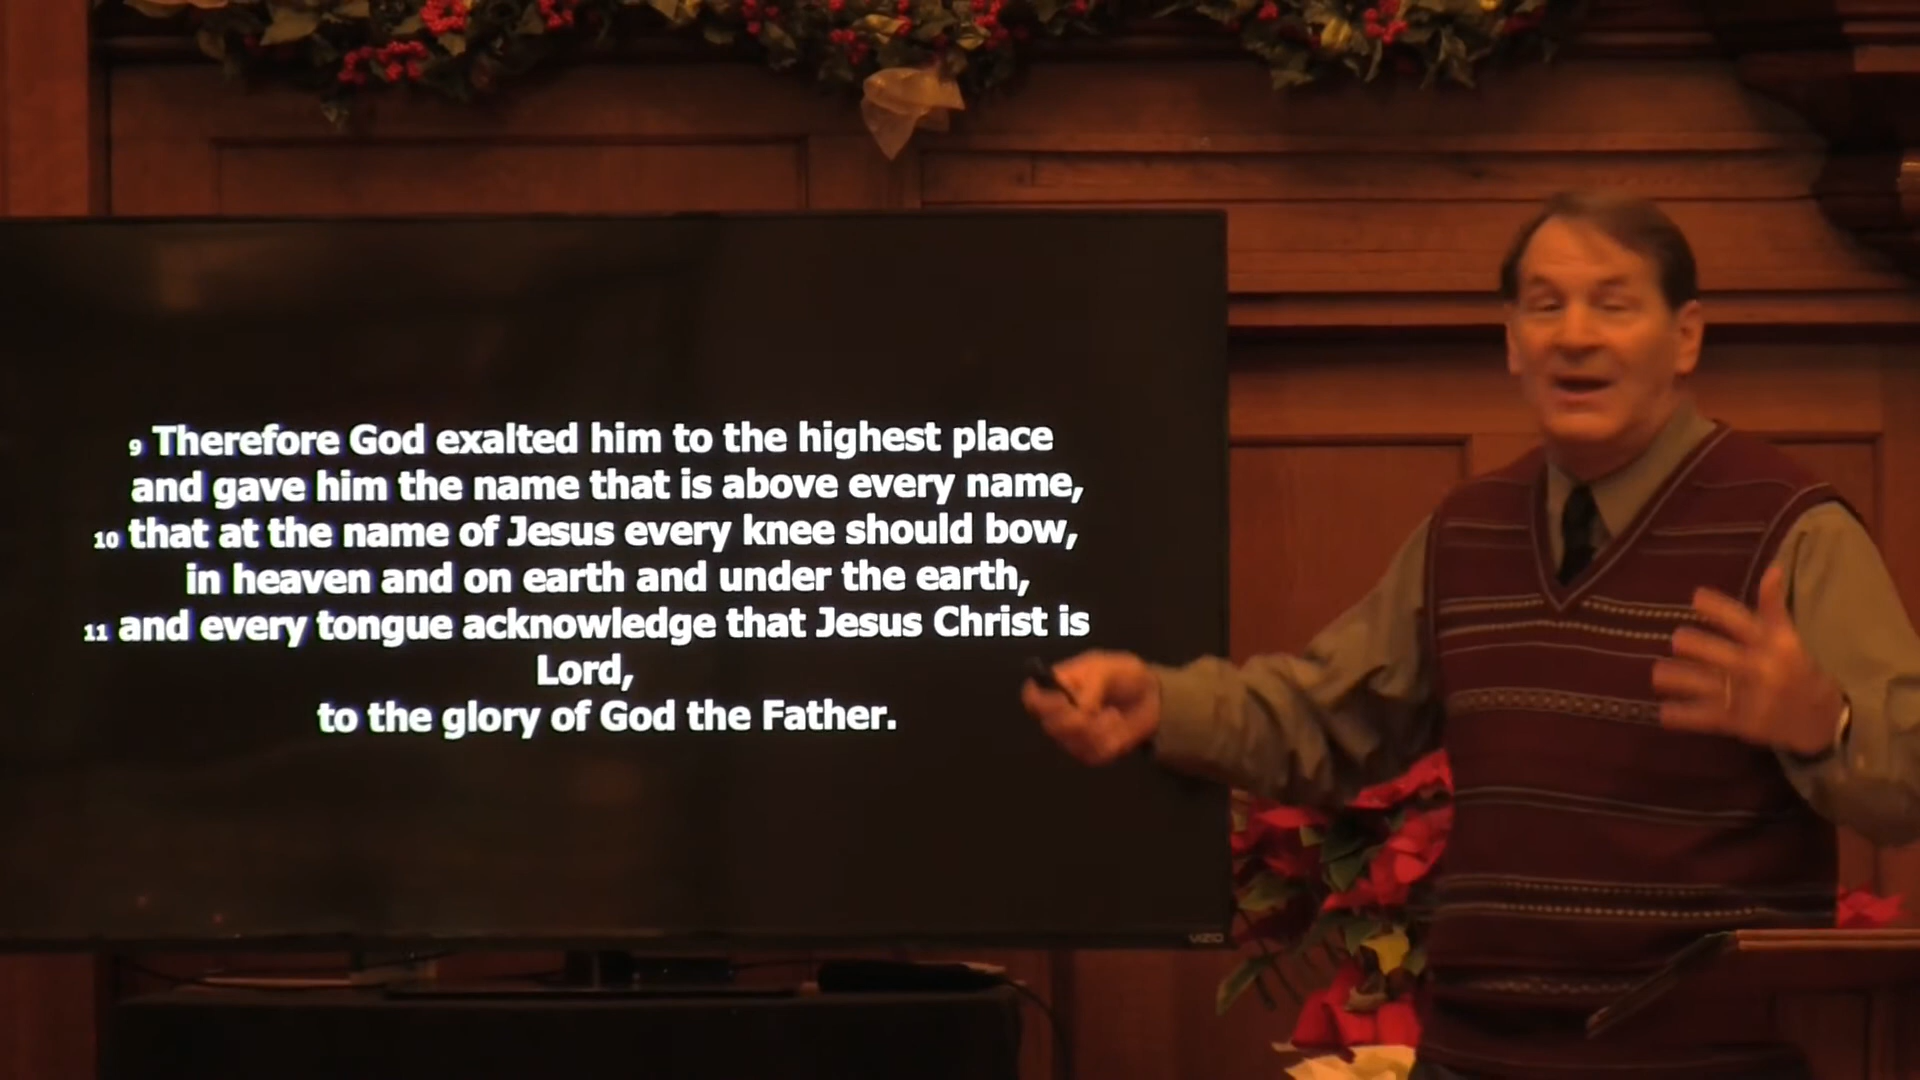 9 Therefore God exalted him to the highest place
and gave him the name that is above every name,
10 that at the name of Jesus every knee should bow,
in heaven and on earth and under the earth,
11 and every tongue acknowledge that Jesus Christ is
Lord,
to the glory of God the Father.
VIZIO